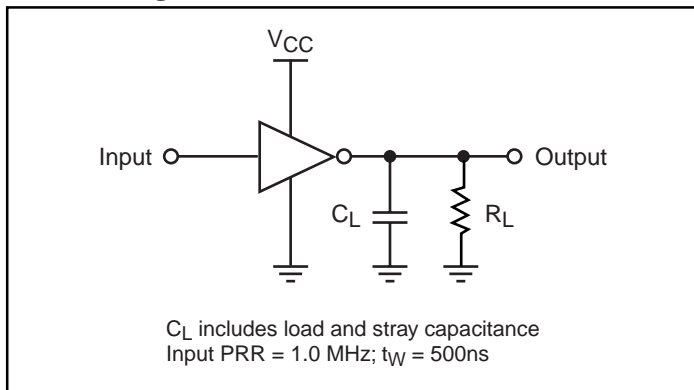 VCC
Input
Output
CL
RL
CL includes load and stray capacitance
Input PRR = 1.0 MHz; tW = 500ns